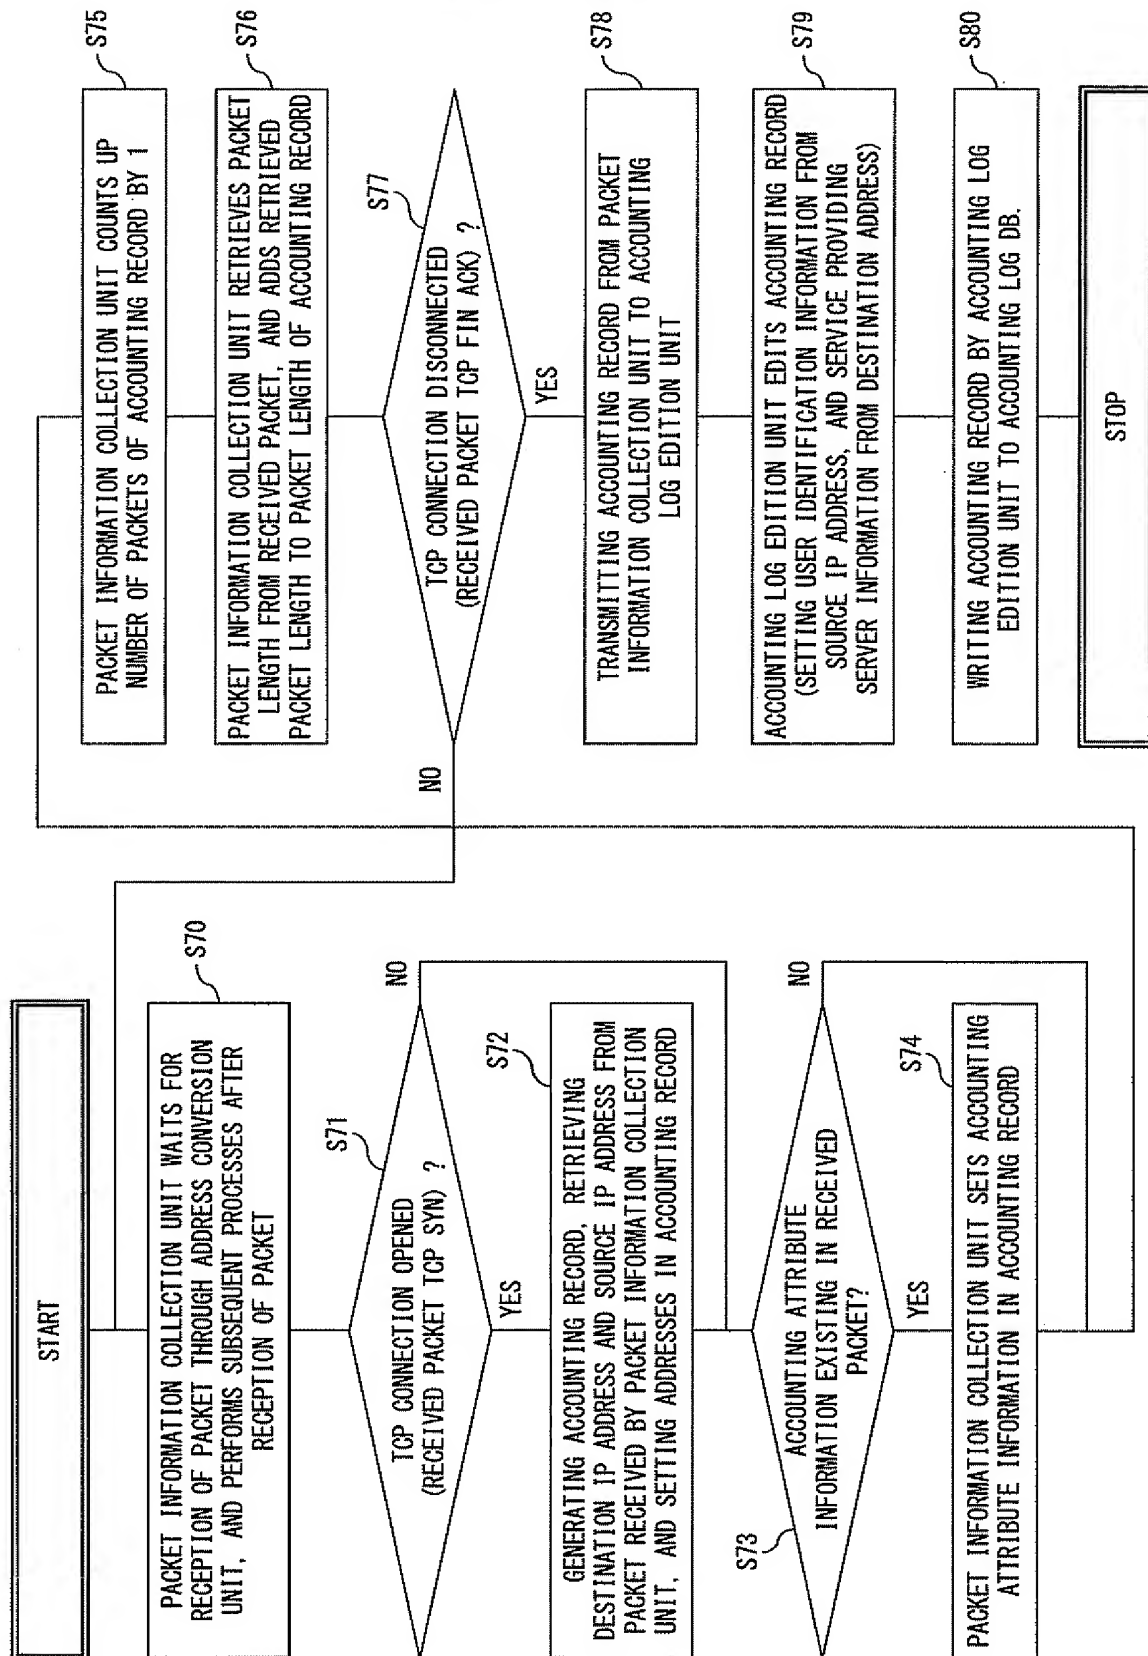 START
PACKET INFORMATION COLLECTION UNIT WAITS FOR
RECEPTION OF PACKET THROUGH ADDRESS CONVERSION
UNIT, AND PERFORMS SUBSEQUENT PROCESSES AFTER
RECEPTION OF PACKET
S70
TCP CONNECTION OPENED
(RECEIVED PACKET TCP SYN) ?
S71
NO
YES
GENERATING ACCOUNTING RECORD, RETRIEVING
DESTINATION IP ADDRESS AND SOURCE IP ADDRESS FROM
PACKET RECEIVED BY PACKET INFORMATION COLLECTION
UNIT, AND SETTING ADDRESSES IN ACCOUNTING RECORD
S72
S73
ACCOUNTING ATTRIBUTE
INFORMATION EXISTING IN RECEIVED
PACKET?
NO
YES
PACKET INFORMATION COLLECTION UNIT SETS ACCOUNTING
ATTRIBUTE INFORMATION IN ACCOUNTING RECORD
S74
PACKET INFORMATION COLLECTION UNIT COUNTS UP
NUMBER OF PACKETS OF ACCOUNTING RECORD BY 1
S75
PACKET INFORMATION COLLECTION UNIT RETRIEVES PACKET
LENGTH FROM RECEIVED PACKET, AND ADDS RETRIEVED
PACKET LENGTH TO PACKET LENGTH OF ACCOUNTING RECORD
S76
TCP CONNECTION DISCONNECTED
(RECEIVED PACKET TCP FIN ACK) ?
S77
NO
YES
TRANSMITTING ACCOUNTING RECORD FROM PACKET
INFORMATION COLLECTION UNIT TO ACCOUNTING
LOG EDITION UNIT
S78
ACCOUNTING LOG EDITION UNIT EDITS ACCOUNTING RECORD
(SETTING USER IDENTIFICATION INFORMATION FROM
SOURCE IP ADDRESS, AND SERVICE PROVIDING
SERVER INFORMATION FROM DESTINATION ADDRESS)
S79
WRITING ACCOUNTING RECORD BY ACCOUNTING LOG
EDITION UNIT TO ACCOUNTING LOG DB.
S80
STOP